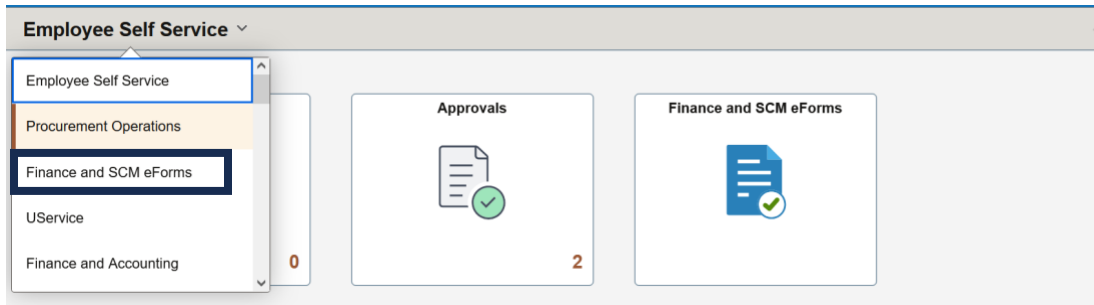 Employee Self Service
Employee Self Service
Procurement Operations
Finance and SCM eForms
UService
Finance and Accounting
0
Approvals
2
Finance and SCM eForms